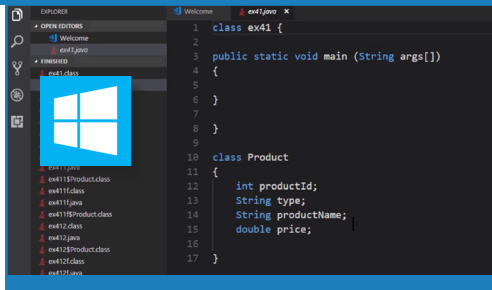 EXPLORER
OPEN EDITORS
Welcome
ex41.java
FINISHED
ex41.class
ex411.java
ex411$Product.class
ex411f.class
ex411f.java
ex411f$Product.class
ex412.class
ex412.java
ex412$Product.class
ex412f.class
ex412f.java
Welcome
ex41.java ×
1 class ex41 {
2
3 public static void main (String args[])
4 {
5
6 }
7
8 }
9
10 class Product
11 {
12 int productId;
13 String type;
14 String productName;
15 double price;
16
17 }